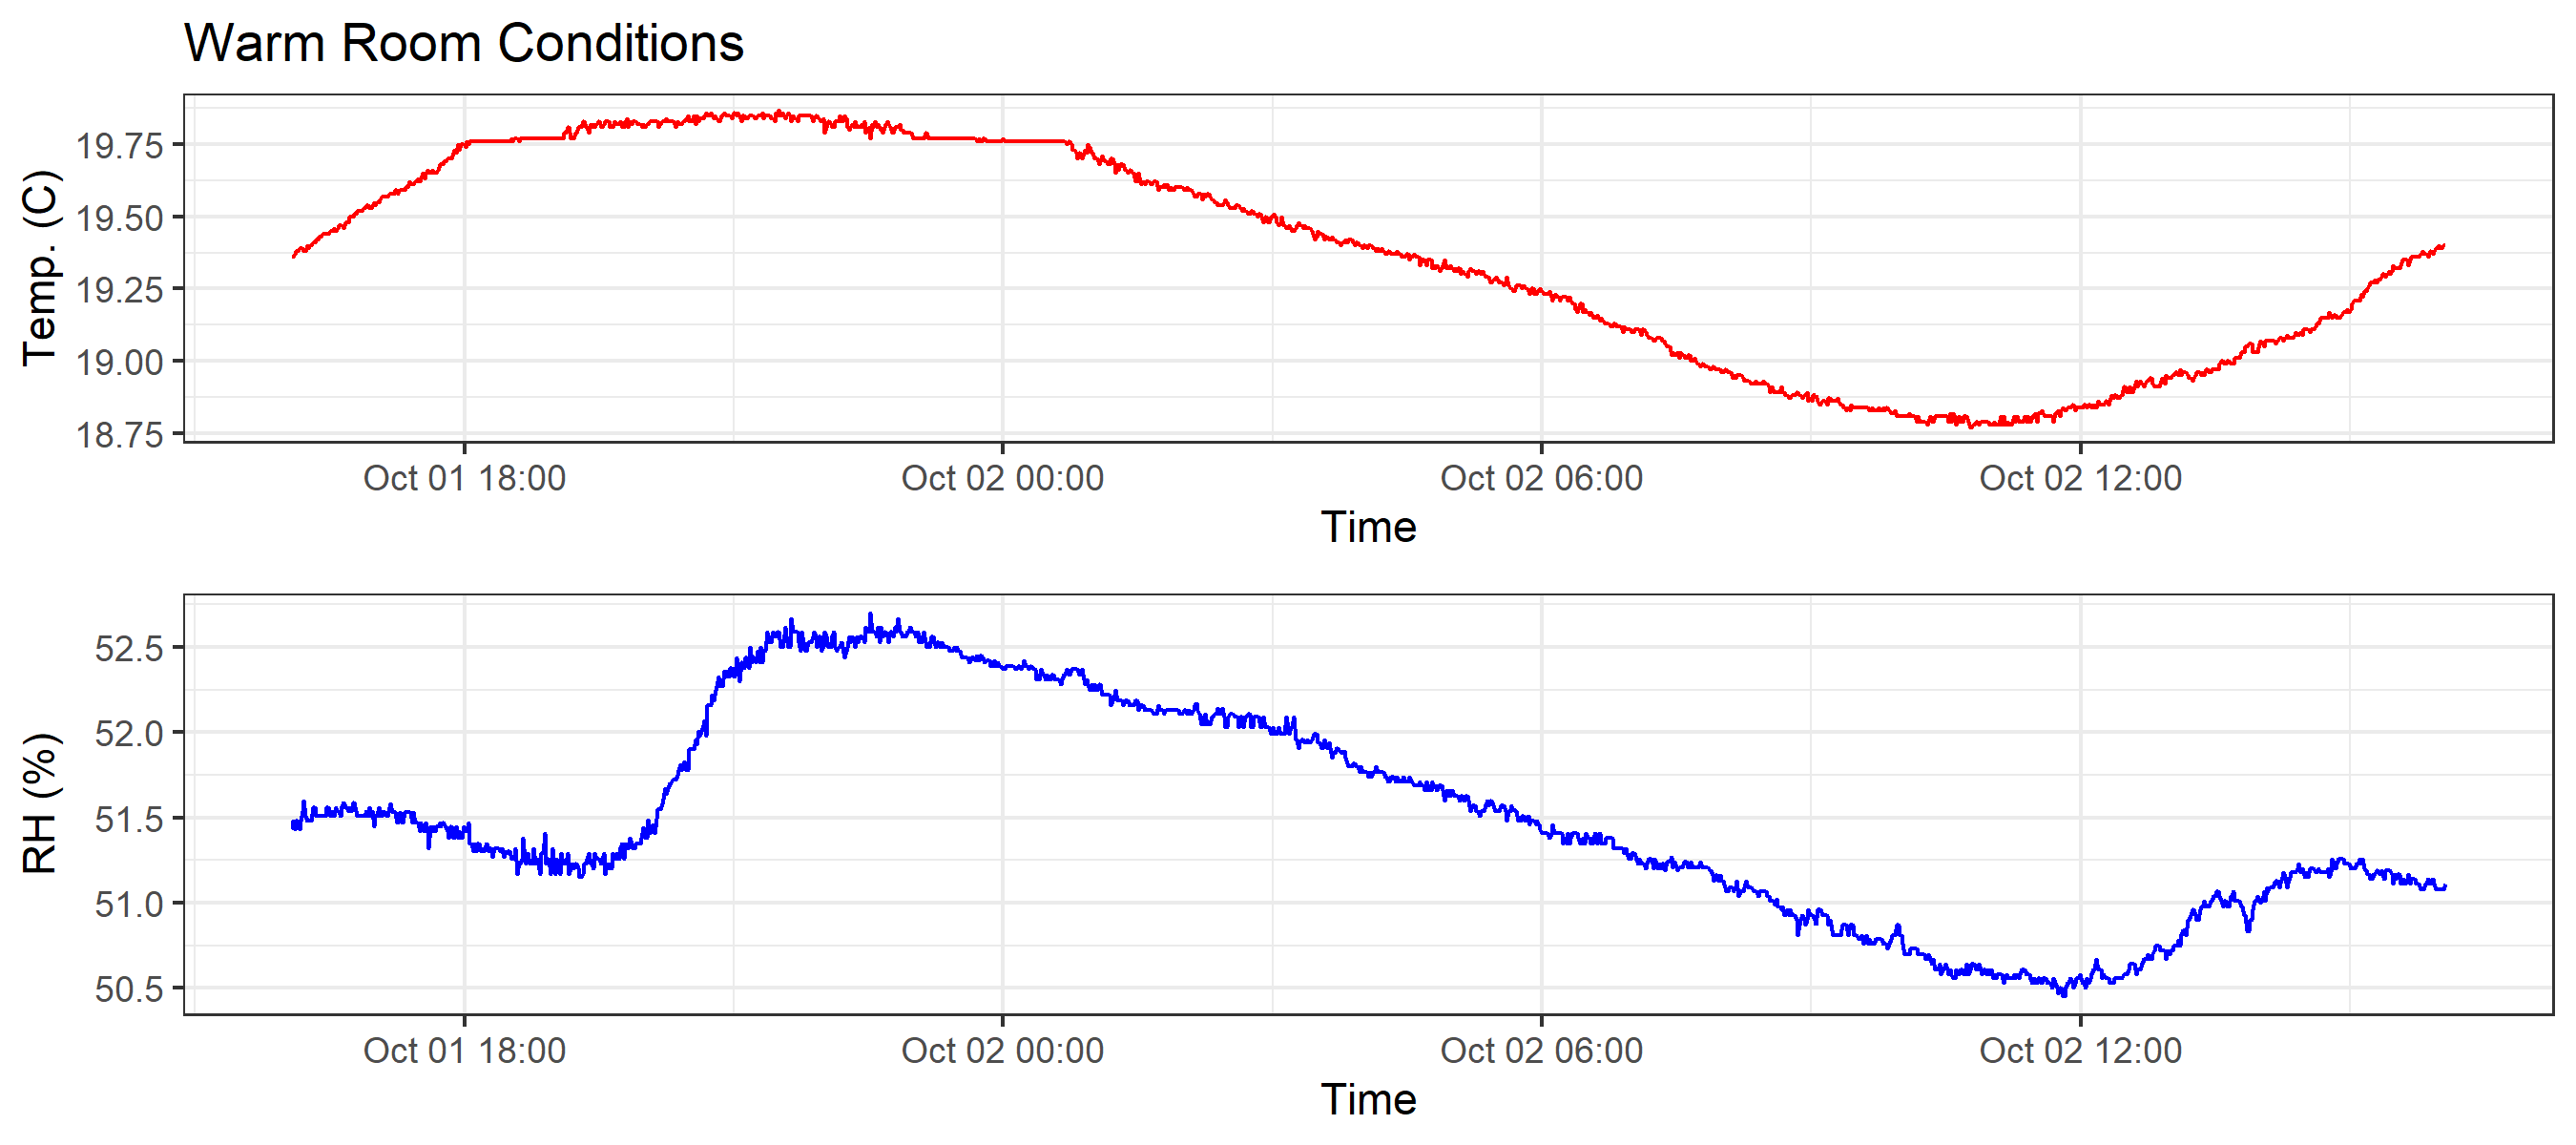 Warm Room Conditions
Temp. (C)
19.75
19.50
19.25
19.00
18.75
Oct 01 18:00 Oct 02 00:00 Oct 02 06:00 Oct 02 12:00
Time
RH (%)
52.5
52.0
51.5
51.0
50.5
Oct 01 18:00 Oct 02 00:00 Oct 02 06:00 Oct 02 12:00
Time